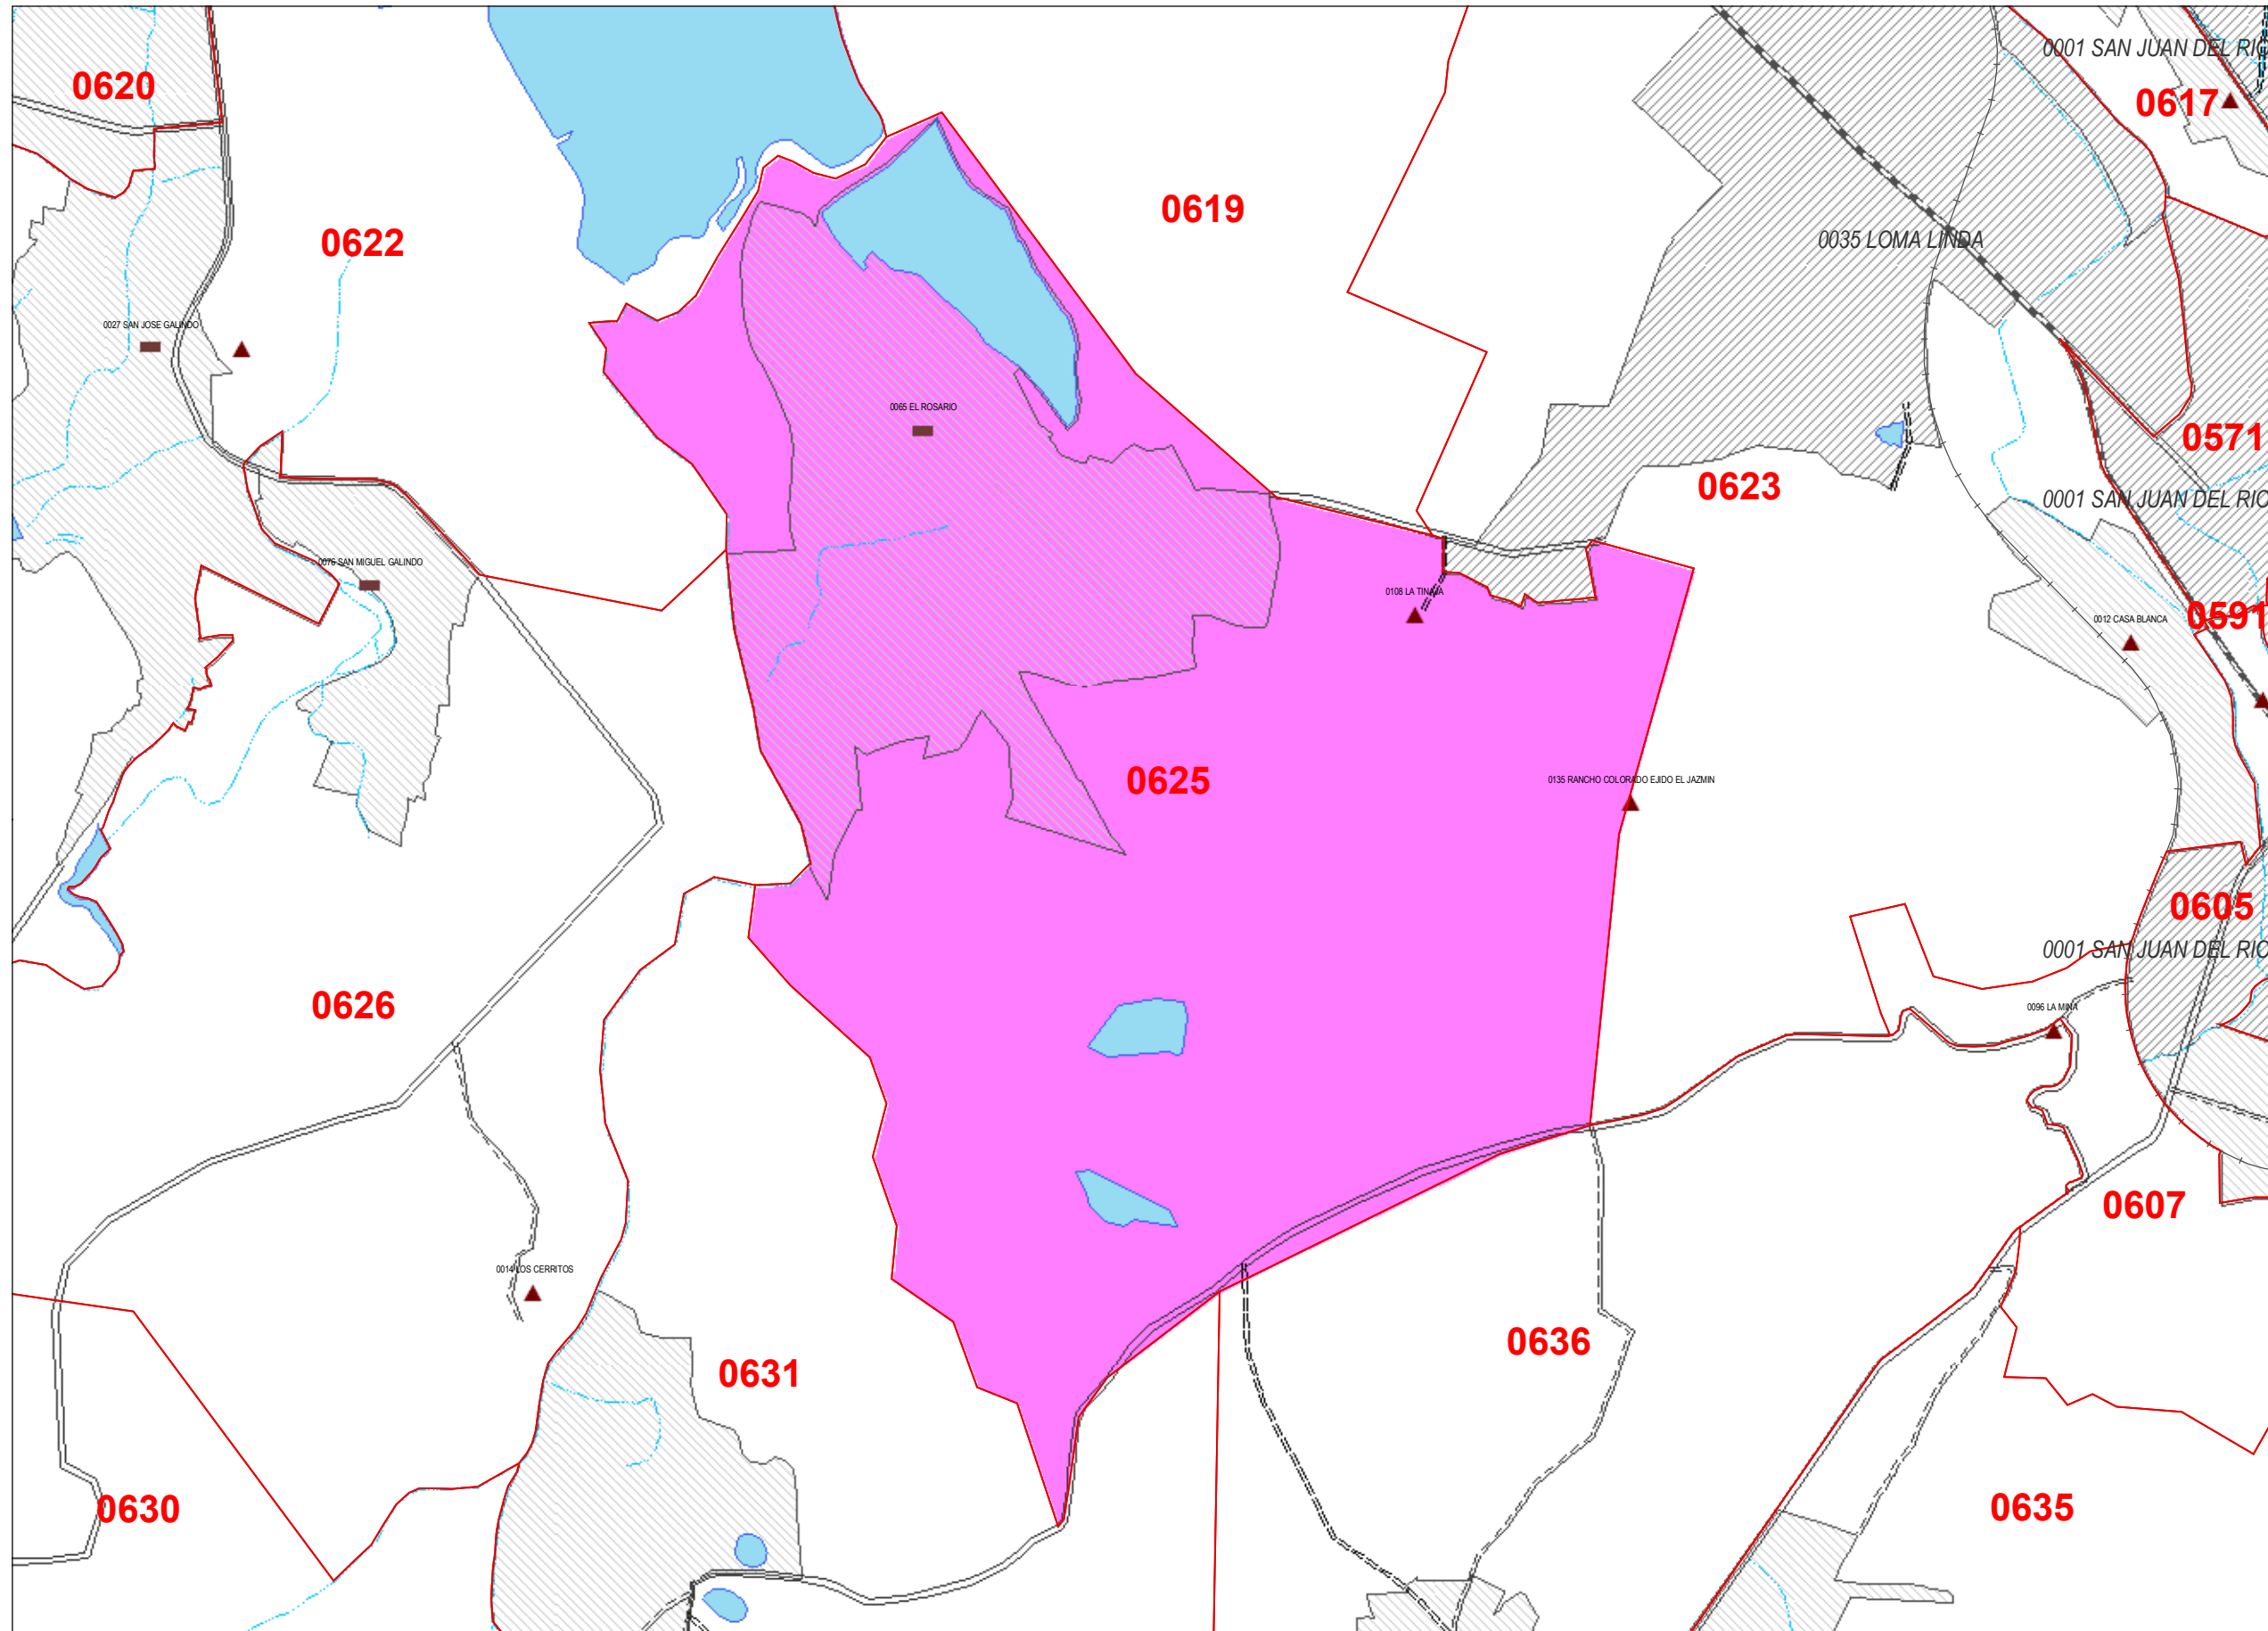 0001 SAN JUAN DEL RIO
0620
0617
0619
0622
0035 LOMA LINDA
0027 SAN JOSE GALINDO
0065 EL ROSARIO
0571
0623
0001 SAN JUAN DEL RIO
0076 SAN MIGUEL GALINDO
0108 LA TINAJA
0012 CASA BLANCA
0591
0625
0135 RANCHO COLORADO EJIDO EL JAZMIN
0605
0001 SAN JUAN DEL RIO
0626
0096 LA MINA
0607
0014 LOS CERRITOS
0636
0631
0630
0635